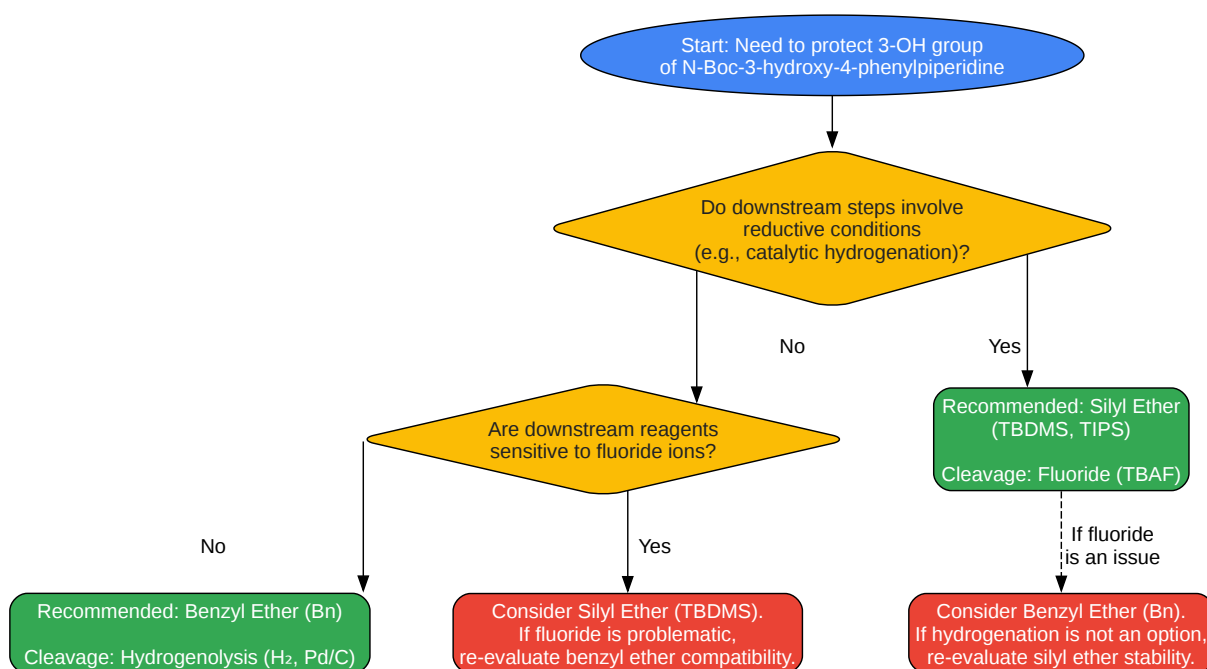 Start: Need to protect 3-OH group
of N-Boc-3-hydroxy-4-phenylpiperidine
Do downstream steps involve
reductive conditions
(e.g., catalytic hydrogenation)?
No
Yes
Are downstream reagents
sensitive to fluoride ions?
Recommended: Silyl Ether
(TBDMS, TIPS)
Cleavage: Fluoride (TBAF)
No
Yes
If fluoride
is an issue
Recommended: Benzyl Ether (Bn)
Cleavage: Hydrogenolysis (H₂, Pd/C)
Consider Silyl Ether (TBDMS).
If fluoride is problematic,
re-evaluate benzyl ether compatibility.
Consider Benzyl Ether (Bn).
If hydrogenation is not an option,
re-evaluate silyl ether stability.